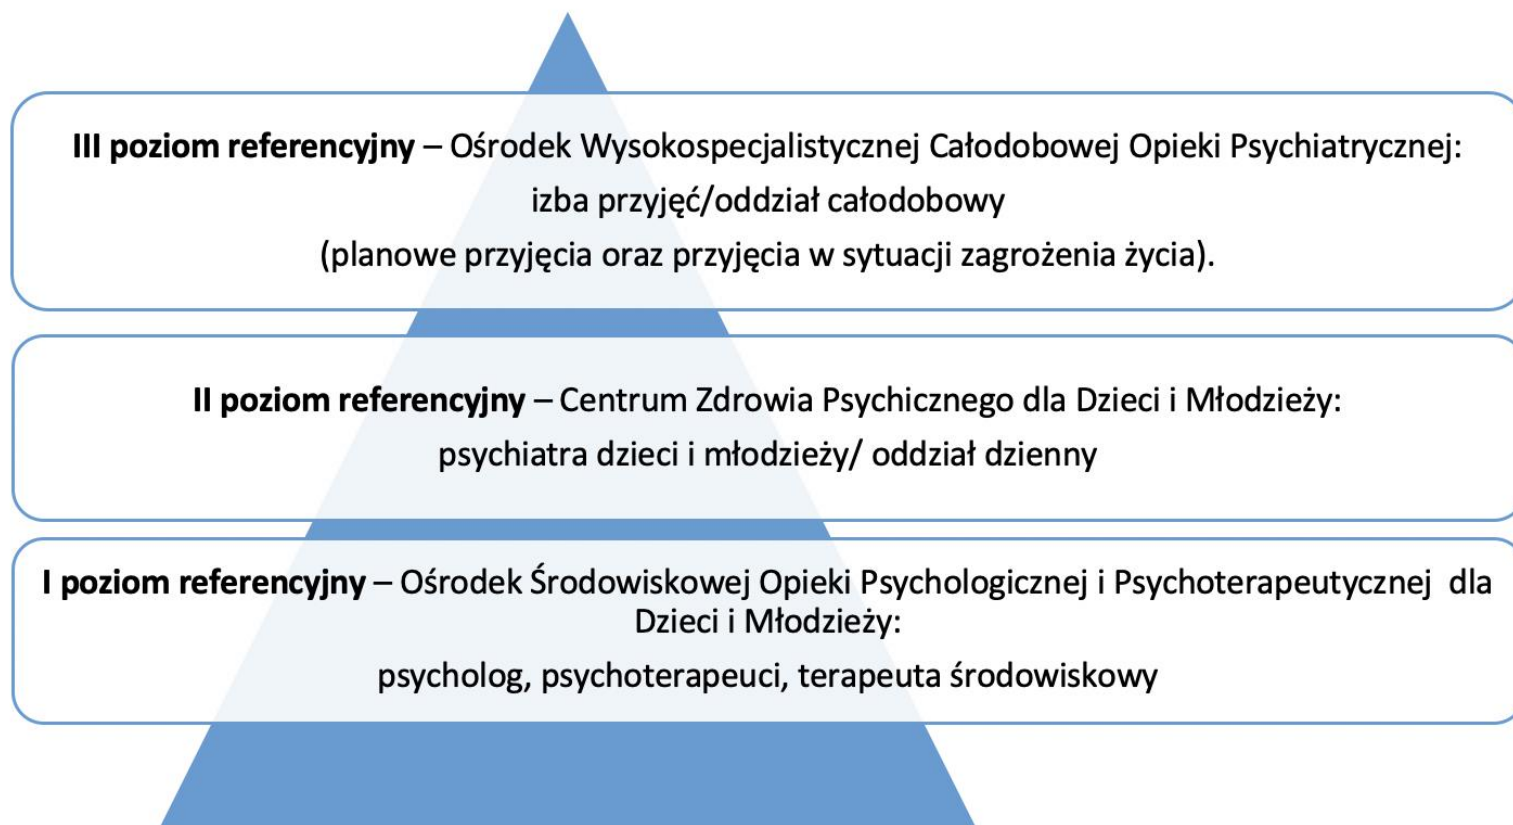 III poziom referencyjny – Ośrodek Wysokospecjalistycznej Całodobowej Opieki Psychiatrycznej:
izba przyjęć/oddział całodobowy
(planowe przyjęcia oraz przyjęcia w sytuacji zagrożenia życia).
II poziom referencyjny – Centrum Zdrowia Psychicznego dla Dzieci i Młodzieży:
psychiatra dzieci i młodzieży/ oddział dzienny
I poziom referencyjny – Ośrodek Środowiskowej Opieki Psychologicznej i Psychoterapeutycznej  dla
Dzieci i Młodzieży:
psycholog, psychoterapeuci, terapeuta środowiskowy